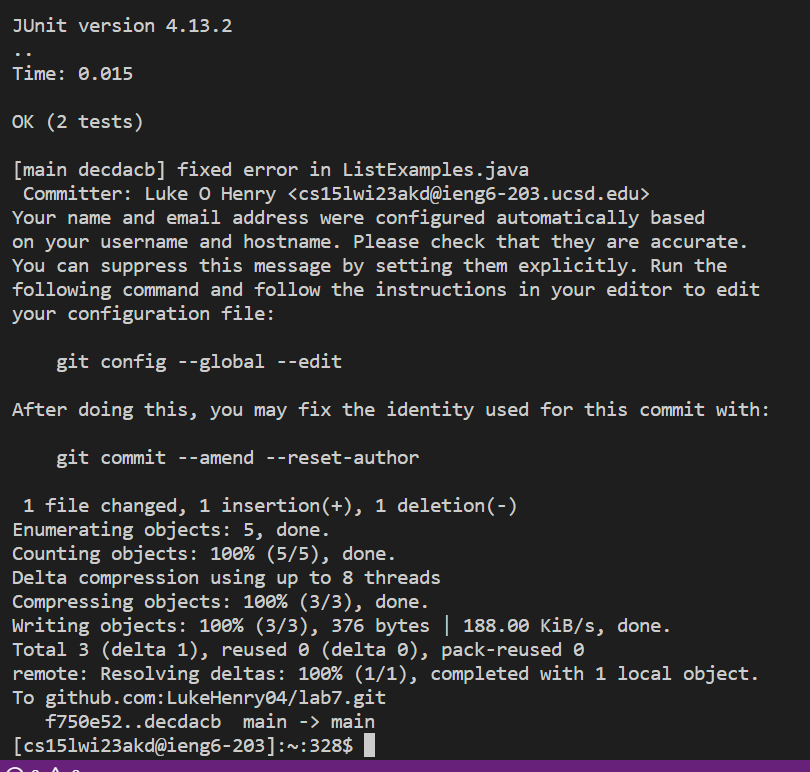 JUnit version 4.13.2
..
Time: 0.015

OK (2 tests)

[main decdacb] fixed error in ListExamples.java
 Committer: Luke O Henry <cs15lwi23akd@ieng6-203.ucsd.edu>
Your name and email address were configured automatically based
on your username and hostname. Please check that they are accurate.
You can suppress this message by setting them explicitly. Run the
following command and follow the instructions in your editor to edit
your configuration file:

    git config --global --edit

After doing this, you may fix the identity used for this commit with:

    git commit --amend --reset-author

 1 file changed, 1 insertion(+), 1 deletion(-)
Enumerating objects: 5, done.
Counting objects: 100% (5/5), done.
Delta compression using up to 8 threads
Compressing objects: 100% (3/3), done.
Writing objects: 100% (3/3), 376 bytes | 188.00 KiB/s, done.
Total 3 (delta 1), reused 0 (delta 0), pack-reused 0
remote: Resolving deltas: 100% (1/1), completed with 1 local object.
To github.com:LukeHenry04/lab7.git
   f750e52..decdacb  main -> main
[cs15lwi23akd@ieng6-203]:~:328$